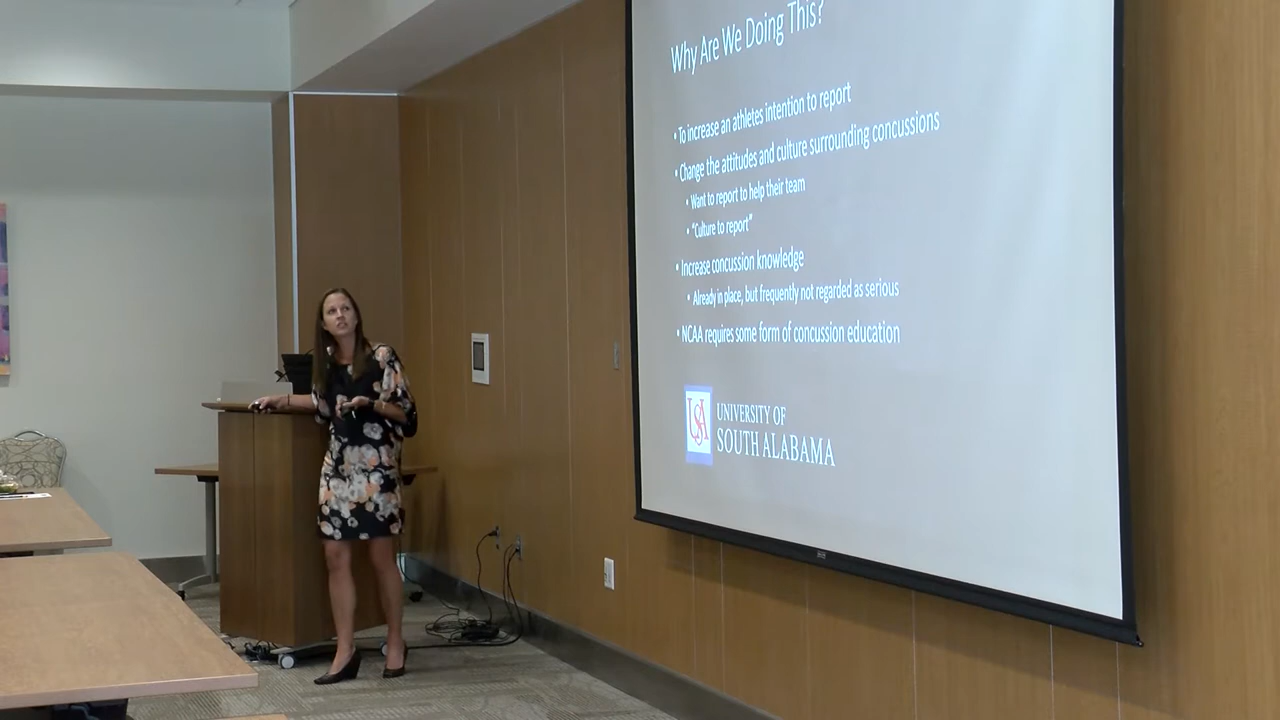 Why Are We Doing This?
• To increase an athletes intention to report
• Change the attitudes and culture surrounding concussions
• Want to report to help their team
• "Culture to report"
• Increase concussion knowledge
• Already in place, but frequently not regarded as serious
• NCAA requires some form of concussion education
USA
UNIVERSITY OF
SOUTH ALABAMA